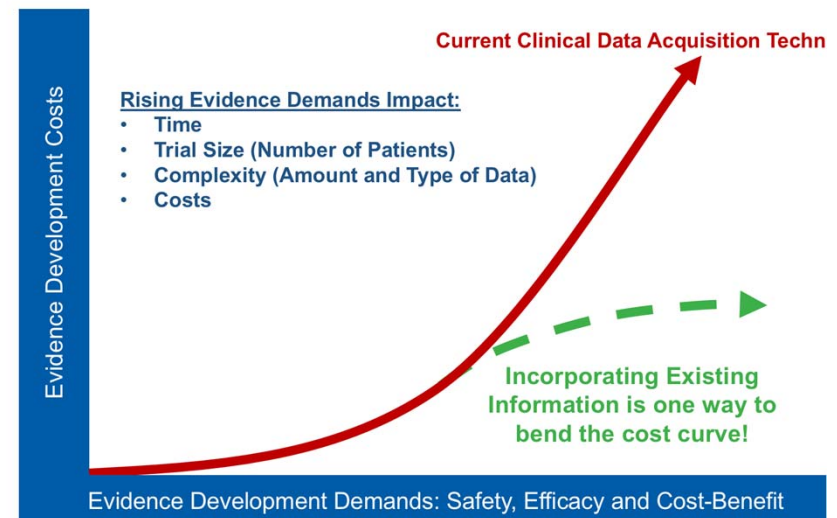 Current Clinical Data Acquisition Techn
Rising Evidence Demands Impact:
• Time
• Trial Size (Number of Patients)
• Complexity (Amount and Type of Data)
• Costs
Evidence Development Costs
Incorporating Existing
Information is one way to
bend the cost curve!
Evidence Development Demands: Safety, Efficacy and Cost-Benefit